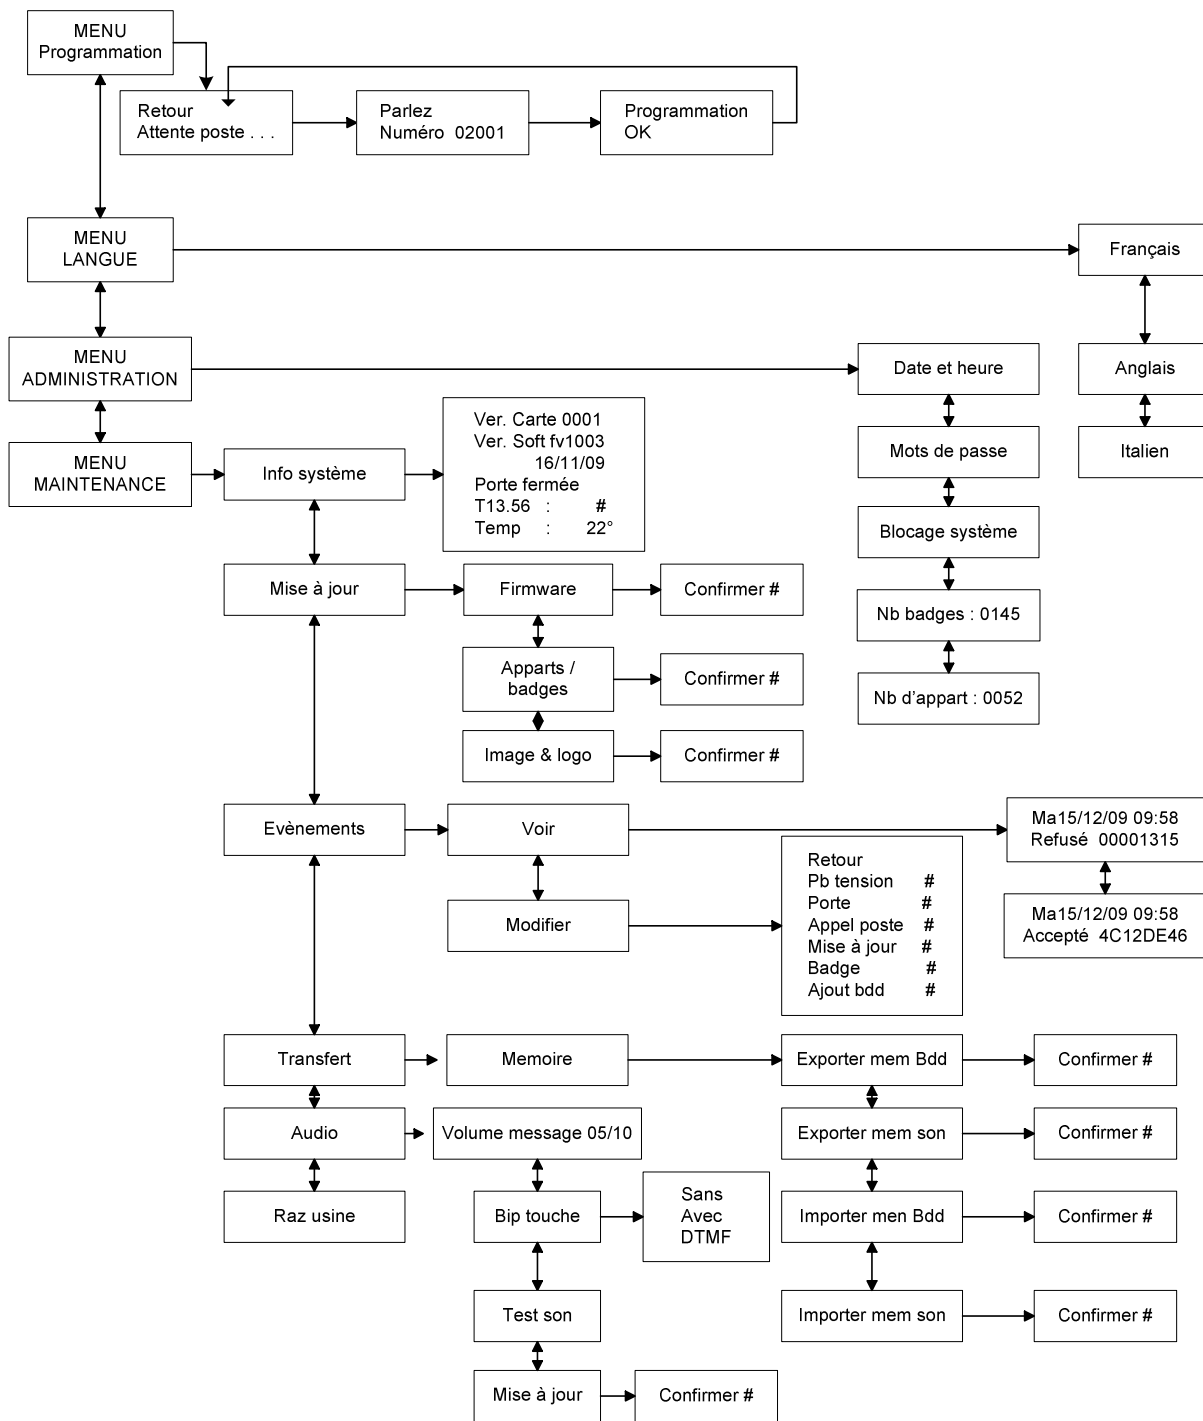 MENU
Programmation
Retour
Attente poste . . .
Parlez
Numéro 02001
Programmation
OK
MENU
LANGUE
Français
MENU
ADMINISTRATION
Date et heure
Anglais
Mots de passe
Italien
Blocage système
Nb badges : 0145
Nb d'appart : 0052
MENU
MAINTENANCE
Info système
Ver. Carte 0001
Ver. Soft fv1003
16/11/09
Porte fermée
T13.56 : #
Temp : 22°
Mise à jour
Firmware
Confirmer #
Apparts /
badges
Confirmer #
Image & logo
Confirmer #
Evènements
Voir
Ma15/12/09 09:58
Refusé 00001315
Ma15/12/09 09:58
Accepté 4C12DE46
Modifier
Retour
Pb tension #
Porte #
Appel poste #
Mise à jour #
Badge #
Ajout bdd #
Transfert
Memoire
Exporter mem Bdd
Confirmer #
Exporter mem son
Confirmer #
Importer men Bdd
Confirmer #
Importer mem son
Confirmer #
Audio
Volume message 05/10
Bip touche
Sans
Avec
DTMF
Test son
Mise à jour
Confirmer #
Raz usine